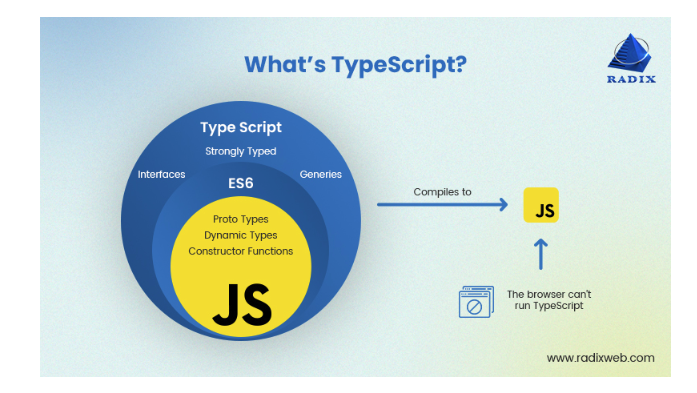 What's TypeScript?
RADIX
Type Script
Strongly Typed
Interfaces
Generies
ES6
Proto Types
Dynamic Types
Constructor Functions
JS
Compiles to
JS
The browser can't
run TypeScript
www.radixweb.com